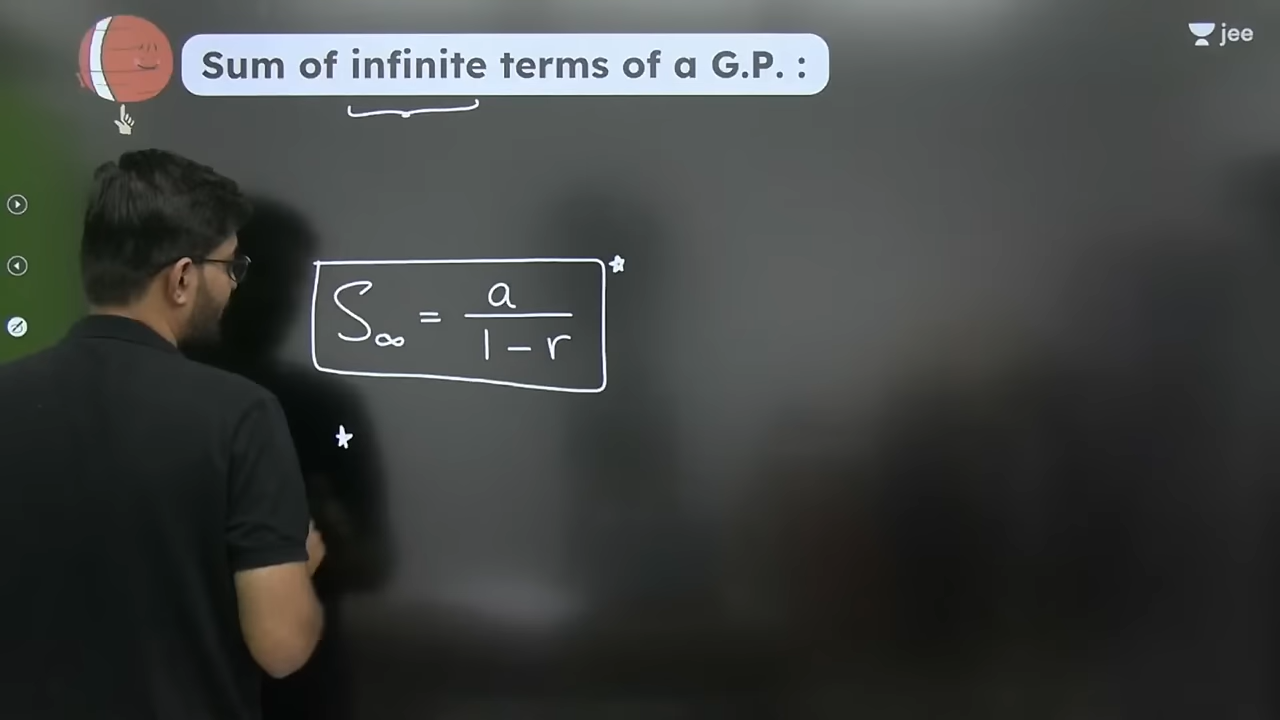 Sum of infinite terms of a G.P. :
jee
S∞ = a / 1 - r